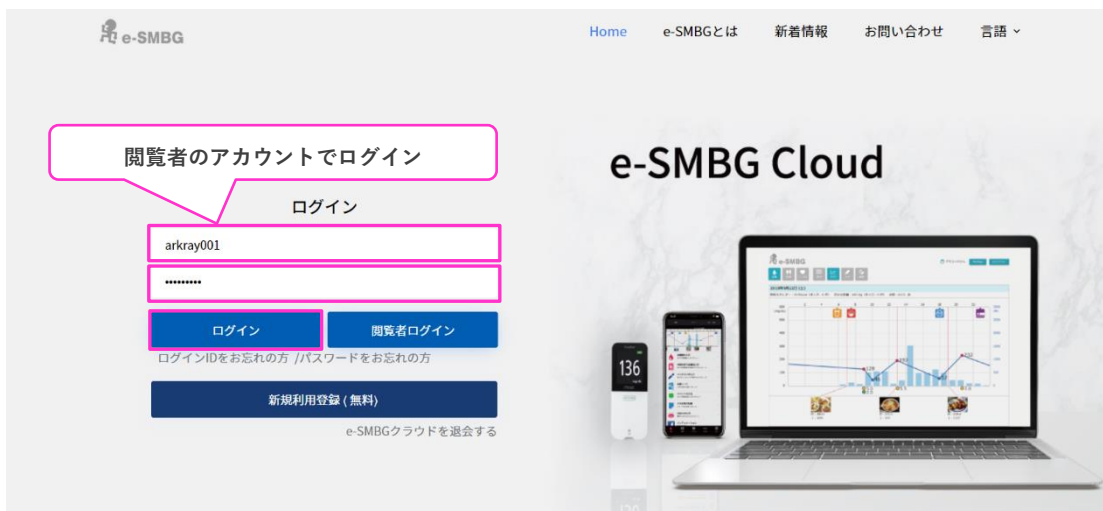 e-SMBG
Home e-SMBGとは 新着情報 お問い合わせ 言語
閲覧者のアカウントでログイン
ログイン
arkray001
•••••••••
ログイン 閲覧者ログイン
ログインIDをお忘れの方 /パスワードをお忘れの方
新規利用登録 ( 無料)
e-SMBGクラウドを退会する
e-SMBG Cloud
136
e-SMBG